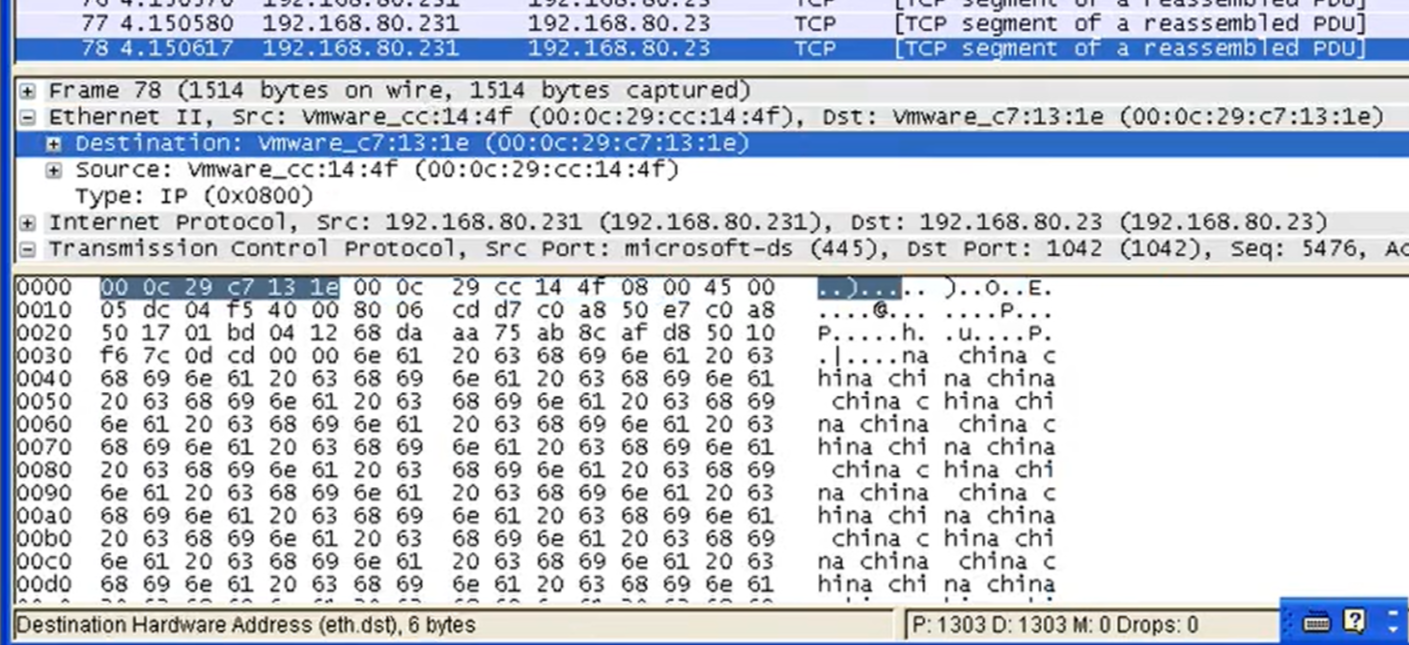 76 4.150570 192.168.80.231 192.168.80.23 TCP [TCP segment of a reassembled PDU]
77 4.150580 192.168.80.231 192.168.80.23 TCP [TCP segment of a reassembled PDU]
78 4.150617 192.168.80.231 192.168.80.23 TCP [TCP segment of a reassembled PDU]
Frame 78 (1514 bytes on wire, 1514 bytes captured)
Ethernet II, Src: Vmware_cc:14:4f (00:0c:29:cc:14:4f), Dst: Vmware_c7:13:1e (00:0c:29:c7:13:1e)
Destination: Vmware_c7:13:1e (00:0c:29:c7:13:1e)
Source: Vmware_cc:14:4f (00:0c:29:cc:14:4f)
Type: IP (0x0800)
Internet Protocol, Src: 192.168.80.231 (192.168.80.231), Dst: 192.168.80.23 (192.168.80.23)
Transmission Control Protocol, Src Port: microsoft-ds (445), Dst Port: 1042 (1042), Seq: 5476, Ac
0000 00 0c 29 c7 13 1e 00 0c 29 cc 14 4f 08 00 45 00 ..)..... )..O..E.
0010 05 dc 04 f5 40 00 80 06 cd d7 c0 a8 50 e7 c0 a8 ....@... ....P...
0020 50 17 01 bd 04 12 68 da aa 75 ab 8c af d8 50 10 P.....h. .u....P.
0030 f6 7c 0d cd 00 00 6e 61 20 63 68 69 6e 61 20 63 .|....na china c
0040 68 69 6e 61 20 63 68 69 6e 61 20 63 68 69 6e 61 hina chi na china
0050 20 63 68 69 6e 61 20 63 68 69 6e 61 20 63 68 69 china c hina chi
0060 6e 61 20 63 68 69 6e 61 20 63 68 69 6e 61 20 63 na china china c
0070 68 69 6e 61 20 63 68 69 6e 61 20 63 68 69 6e 61 hina chi na china
0080 20 63 68 69 6e 61 20 63 68 69 6e 61 20 63 68 69 china c hina chi
0090 6e 61 20 63 68 69 6e 61 20 63 68 69 6e 61 20 63 na china china c
00a0 68 69 6e 61 20 63 68 69 6e 61 20 63 68 69 6e 61 hina chi na china
00b0 20 63 68 69 6e 61 20 63 68 69 6e 61 20 63 68 69 china c hina chi
00c0 6e 61 20 63 68 69 6e 61 20 63 68 69 6e 61 20 63 na china china c
00d0 68 69 6e 61 20 63 68 69 6e 61 20 63 68 69 6e 61 hina chi na china
Destination Hardware Address (eth.dst), 6 bytes P: 1303 D: 1303 M: 0 Drops: 0